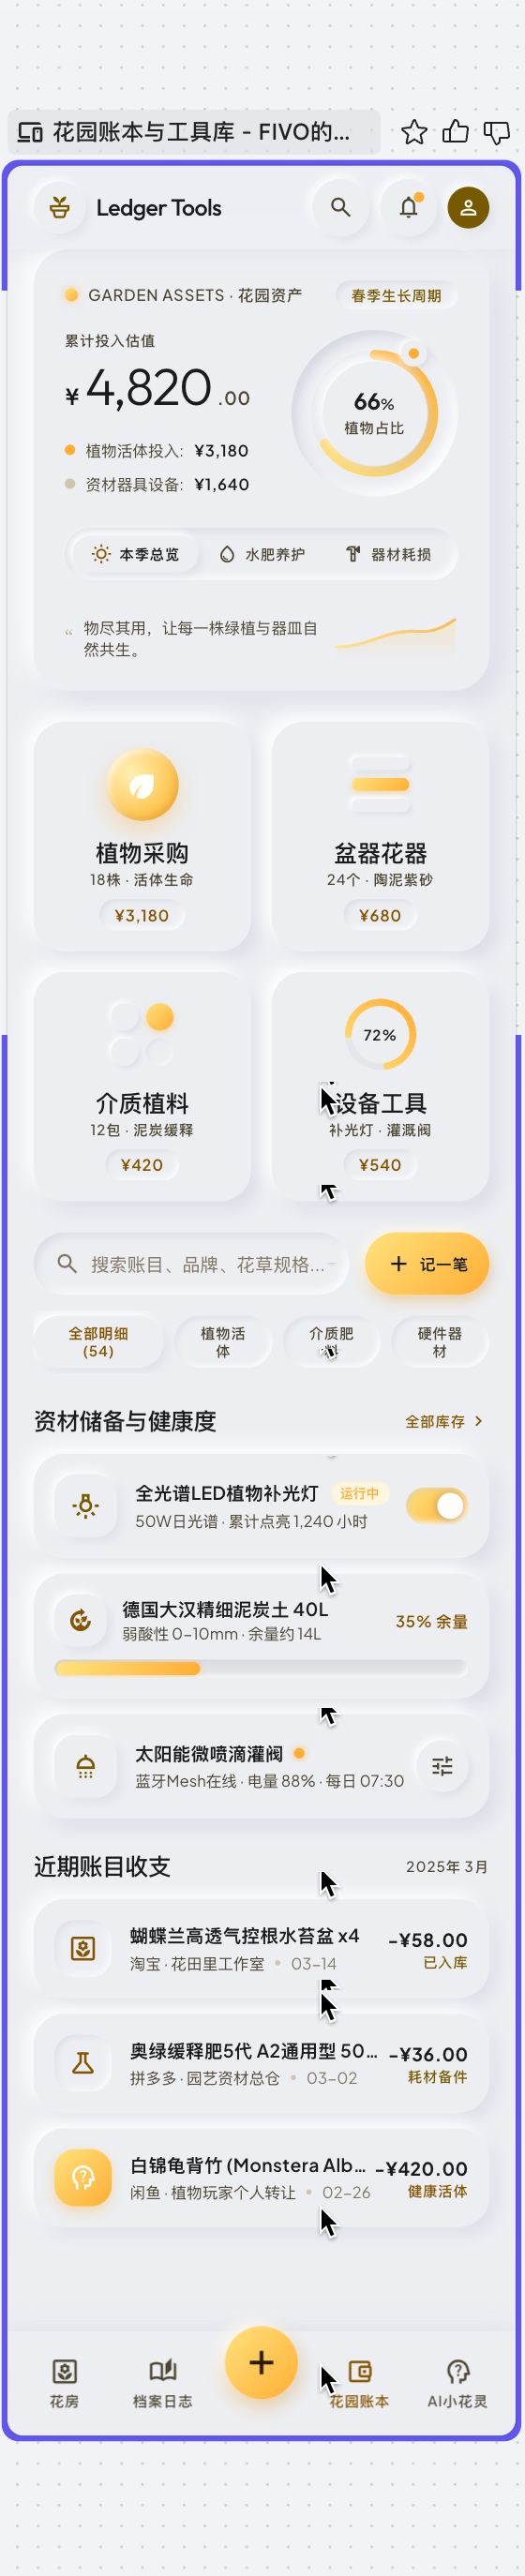 花园账本与工具库 - FIVO的...
Ledger Tools
GARDEN ASSETS · 花园资产
春季生长周期
累计投入估值
¥ 4,820 .00
植物活体投入: ¥3,180
资材器具设备: ¥1,640
66%
植物占比
本季总览
水肥养护
器材耗损
“ 物尽其用，让每一株绿植与器皿自
然共生。
植物采购
18株 · 活体生命
¥3,180
盆器花器
24个 · 陶泥紫砂
¥680
介质植料
12包 · 泥炭缓释
¥420
72%
设备工具
补光灯 · 灌溉阀
¥540
搜索账目、品牌、花草规格...
记一笔
全部明细
(54)
植物活
体
介质肥
料
硬件器
材
资材储备与健康度
全部库存
全光谱LED植物补光灯 运行中
50W日光谱 · 累计点亮 1,240 小时
德国大汉精细泥炭土 40L
弱酸性 0-10mm · 余量约 14L
35% 余量
太阳能微喷滴灌阀
蓝牙Mesh在线 · 电量 88% · 每日 07:30
近期账目收支
2025年 3月
蝴蝶兰高透气控根水苔盆 x4
淘宝 · 花田里工作室 • 03-14
-¥58.00
已入库
奥绿缓释肥5代 A2通用型 50...
拼多多 · 园艺资材总仓 • 03-02
-¥36.00
耗材备件
白锦龟背竹 (Monstera Alb...
闲鱼 · 植物玩家个人转让 • 02-26
-¥420.00
健康活体
花房
档案日志
花园账本
AI小花灵